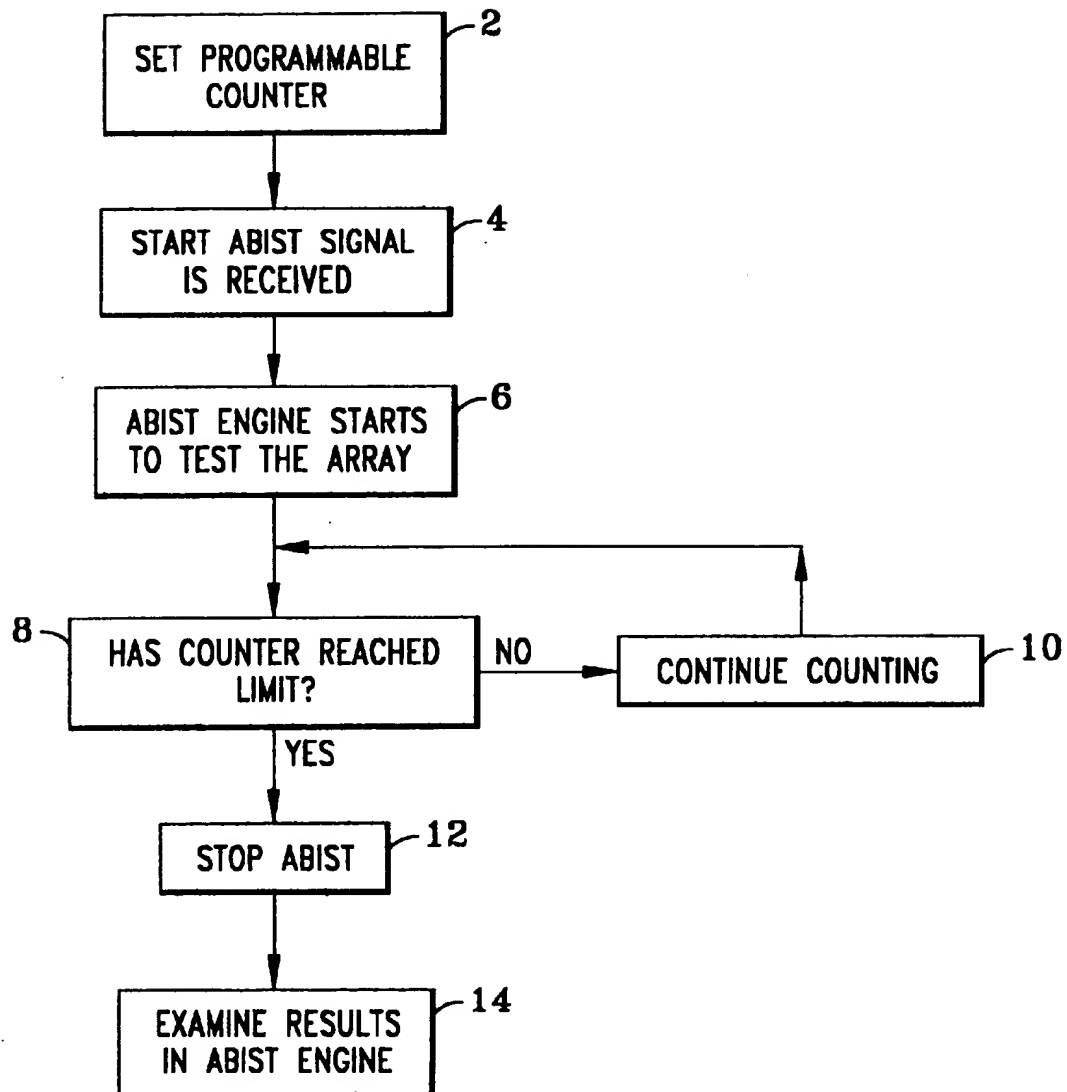 2
SET PROGRAMMABLE
COUNTER
4
START ABIST SIGNAL
IS RECEIVED
6
ABIST ENGINE STARTS
TO TEST THE ARRAY
8
HAS COUNTER REACHED
LIMIT?
NO
CONTINUE COUNTING
10
YES
12
STOP ABIST
14
EXAMINE RESULTS
IN ABIST ENGINE